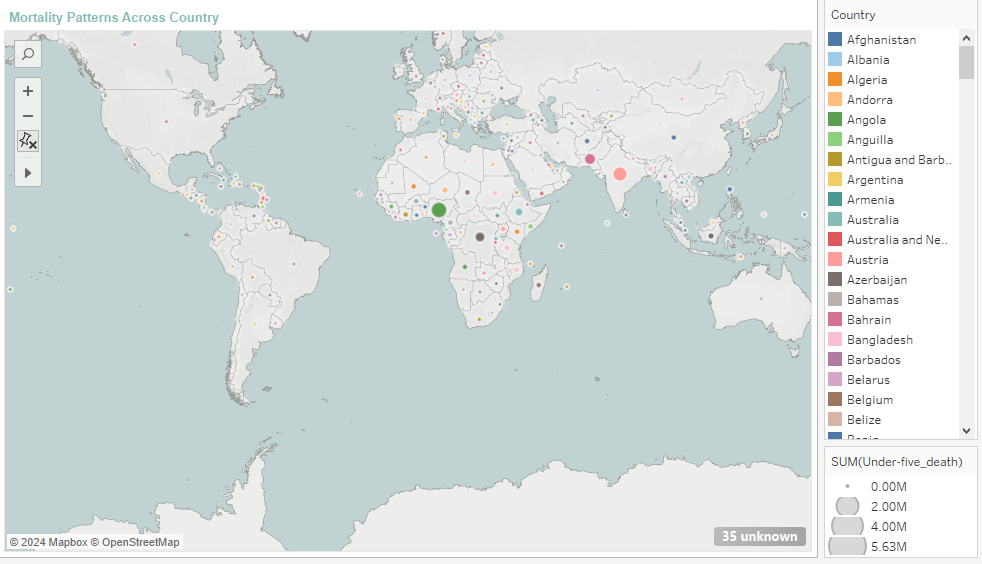 Mortality Patterns Across Country
© 2024 Mapbox © OpenStreetMap
35 unknown
Country
Afghanistan
Albania
Algeria
Andorra
Angola
Anguilla
Antigua and Barb..
Argentina
Armenia
Australia
Australia and Ne..
Austria
Azerbaijan
Bahamas
Bahrain
Bangladesh
Barbados
Belarus
Belgium
Belize
SUM(Under-five_death)
0.00M
2.00M
4.00M
5.63M